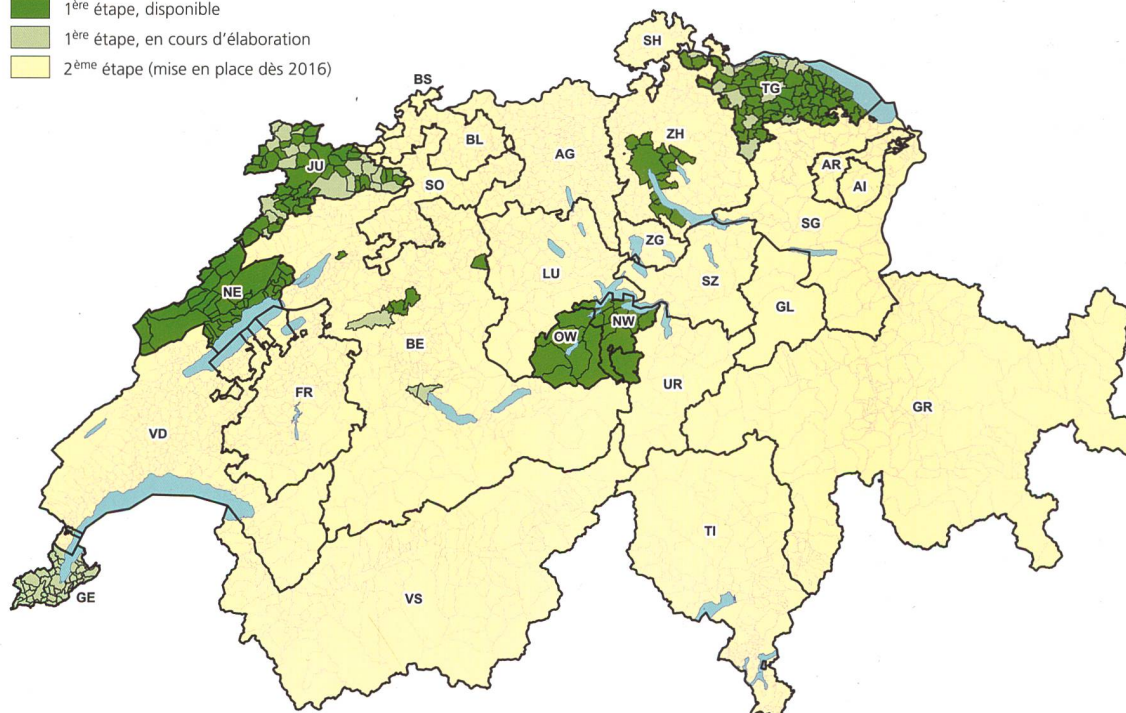 1ère étape, disponible
1ère étape, en cours d'élaboration
2ème étape (mise en place dès 2016)
SH
BS
TG
ZH
BL
AG
JU
AR
SO
AI
SG
ZG
LU
SZ
NE
GL
NW
OW
BE
UR
FR
GR
VD
TI
GE
VS